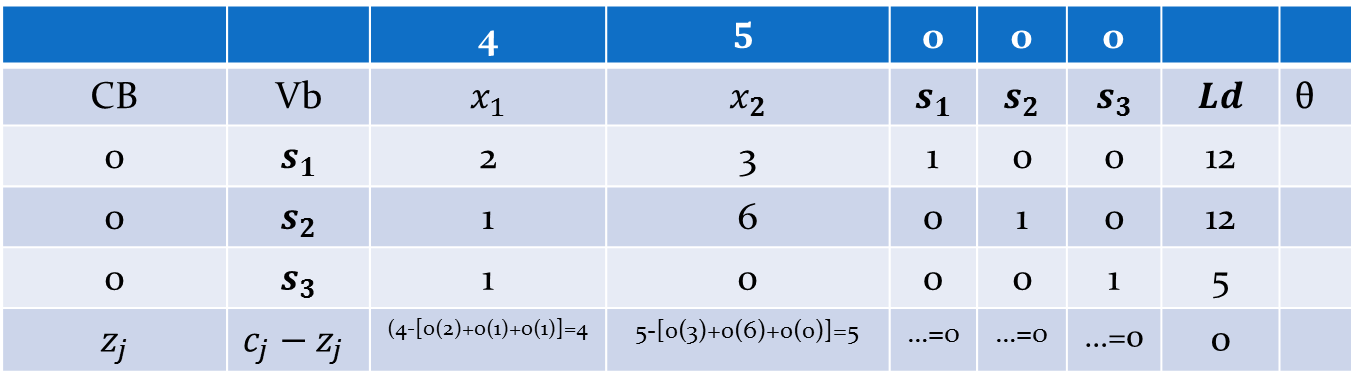 4 5 0 0 0
CB Vb x₁ x₂ s₁ s₂ s₃ Ld θ
0 s₁ 2 3 1 0 0 12
0 s₂ 1 6 0 1 0 12
0 s₃ 1 0 0 0 1 5
zⱼ cⱼ − zⱼ (4-[0(2)+0(1)+0(1)]=4 5-[0(3)+0(6)+0(0)]=5 ...=0 ...=0 ...=0 0